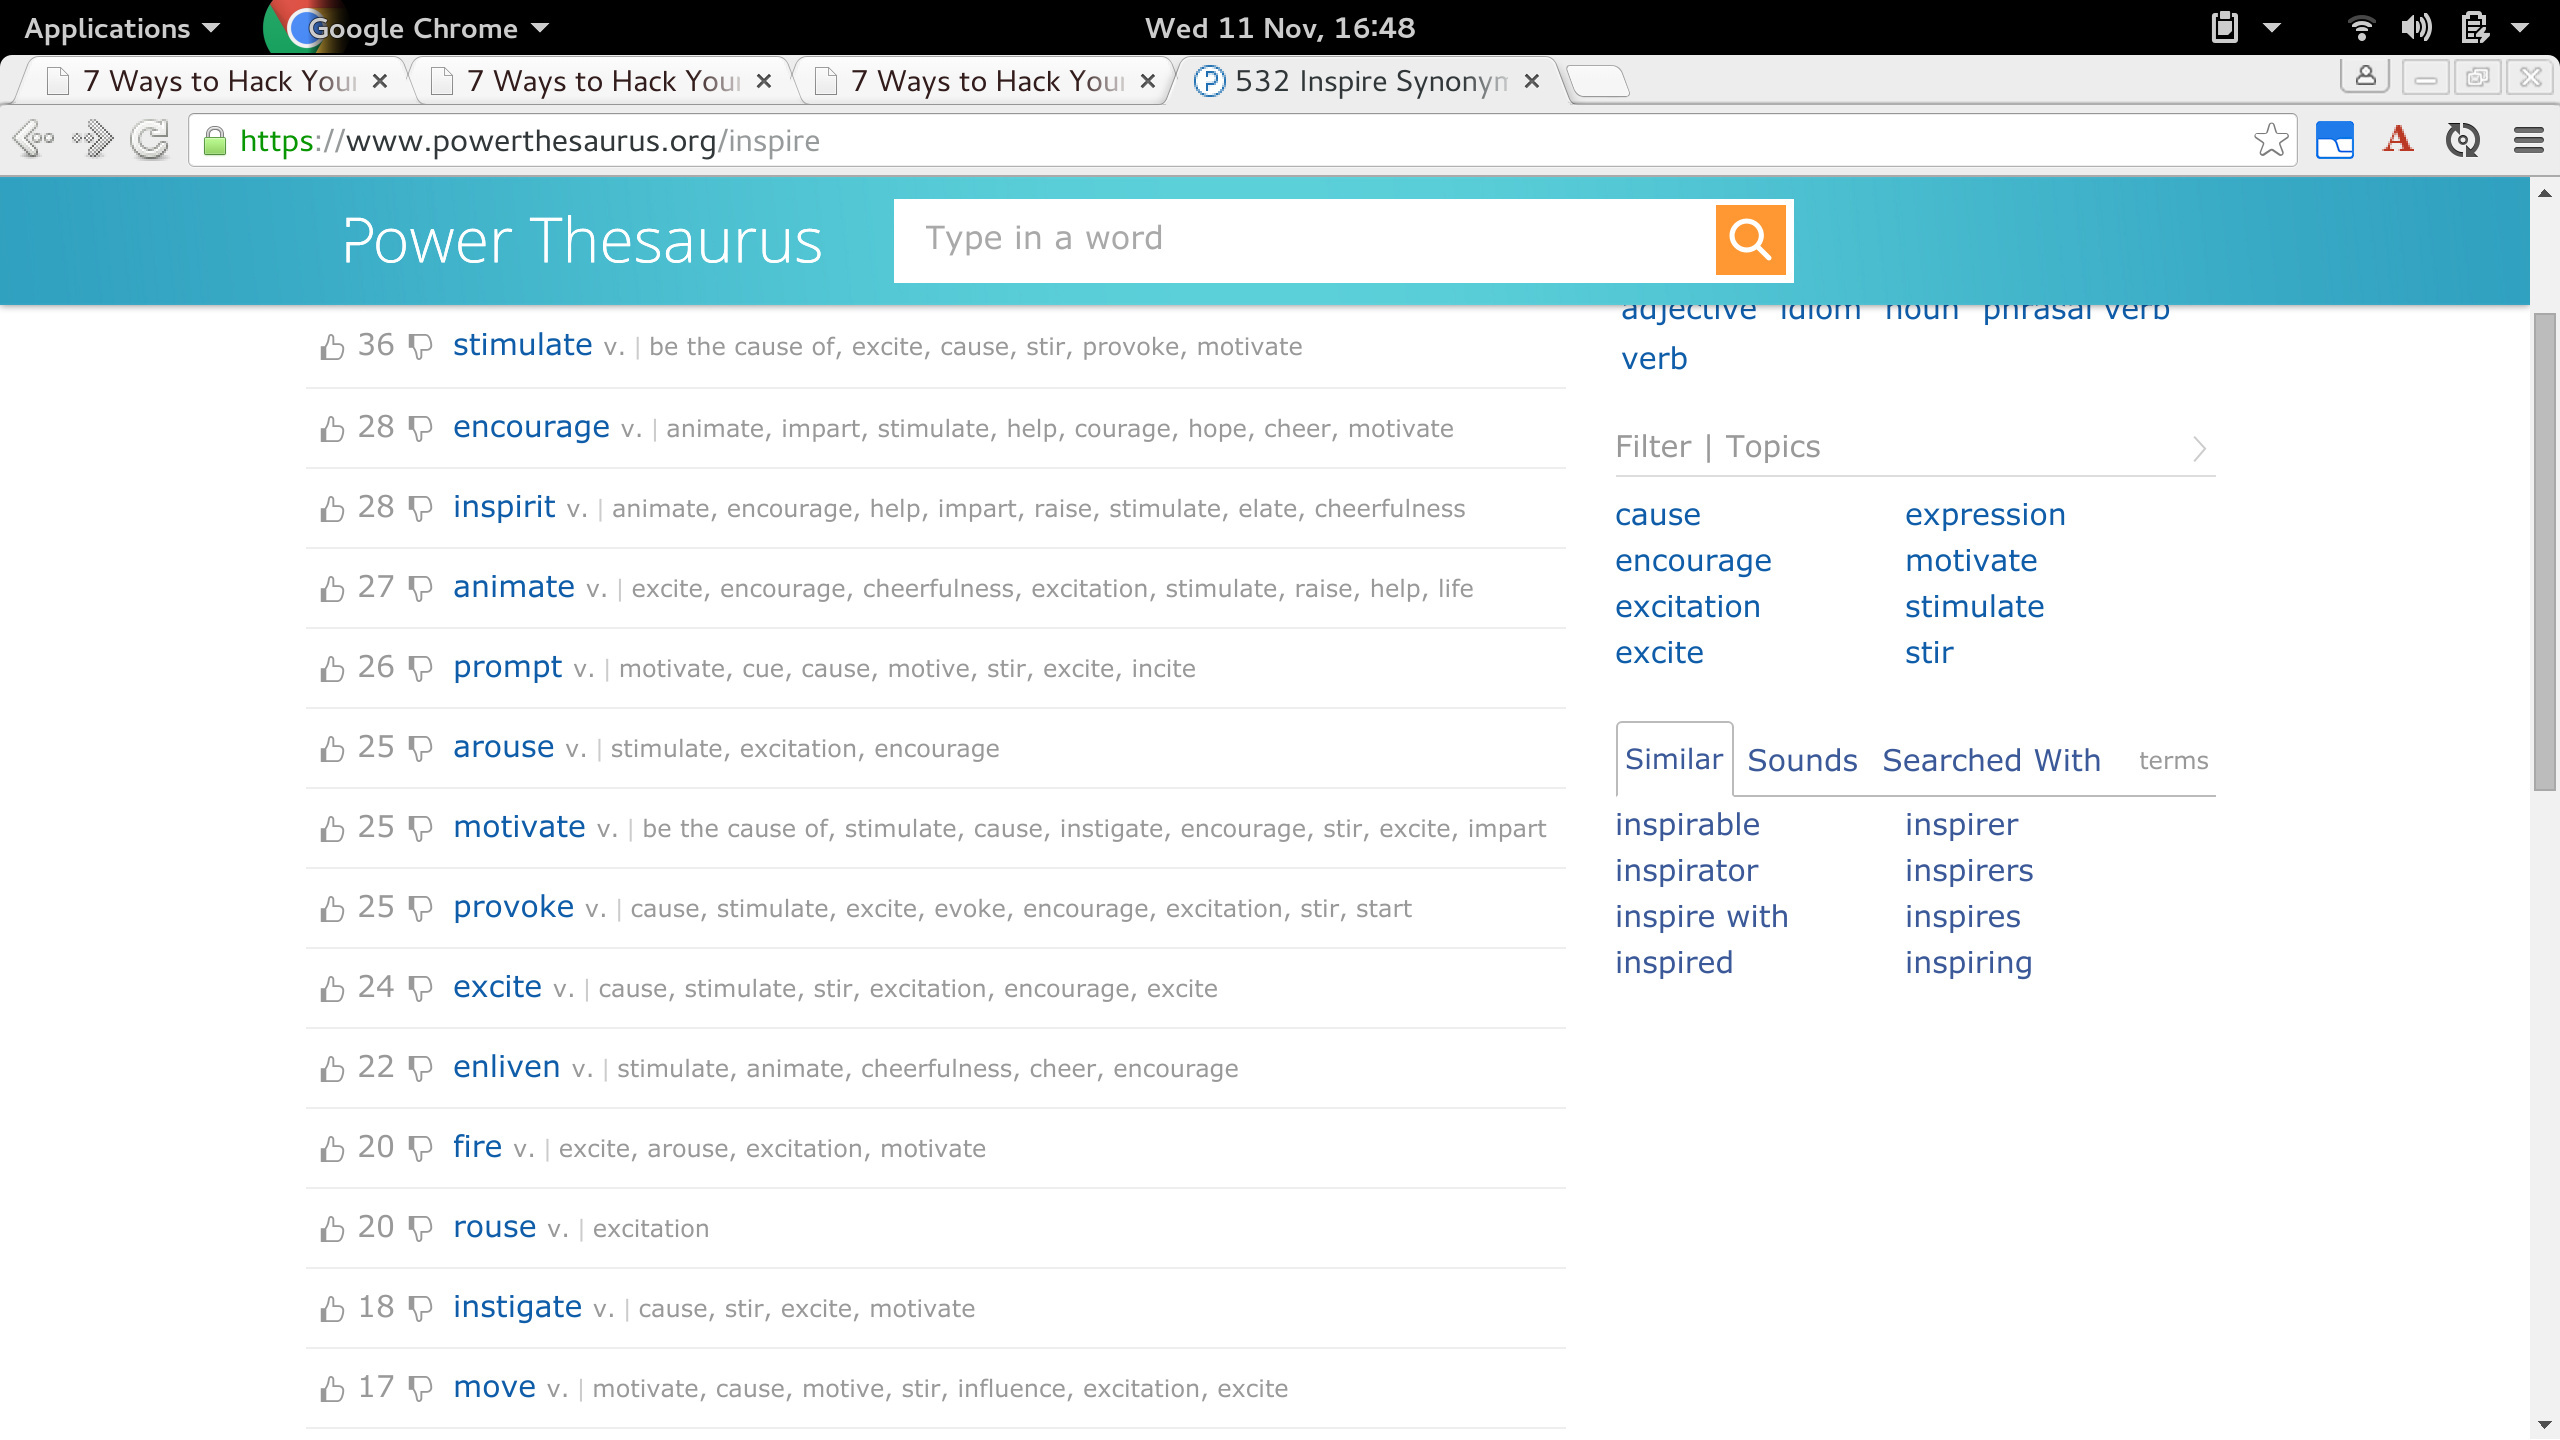 Applications Google Chrome Wed 11 Nov, 16:48
7 Ways to Hack You 7 Ways to Hack You 7 Ways to Hack You 532 Inspire Synonym
https://www.powerthesaurus.org/inspire
Power Thesaurus Type in a word
36 stimulate v. | be the cause of, excite, cause, stir, provoke, motivate
28 encourage v. | animate, impart, stimulate, help, courage, hope, cheer, motivate
28 inspirit v. | animate, encourage, help, impart, raise, stimulate, elate, cheerfulness
27 animate v. | excite, encourage, cheerfulness, excitation, stimulate, raise, help, life
26 prompt v. | motivate, cue, cause, motive, stir, excite, incite
25 arouse v. | stimulate, excitation, encourage
25 motivate v. | be the cause of, stimulate, cause, instigate, encourage, stir, excite, impart
25 provoke v. | cause, stimulate, excite, evoke, encourage, excitation, stir, start
24 excite v. | cause, stimulate, stir, excitation, encourage, excite
22 enliven v. | stimulate, animate, cheerfulness, cheer, encourage
20 fire v. | excite, arouse, excitation, motivate
20 rouse v. | excitation
18 instigate v. | cause, stir, excite, motivate
17 move v. | motivate, cause, motive, stir, influence, excitation, excite
adjective idiom noun phrasal verb
verb
Filter | Topics
cause expression
encourage motivate
excitation stimulate
excite stir
Similar Sounds Searched With terms
inspirable inspirer
inspirator inspirers
inspire with inspires
inspired inspiring